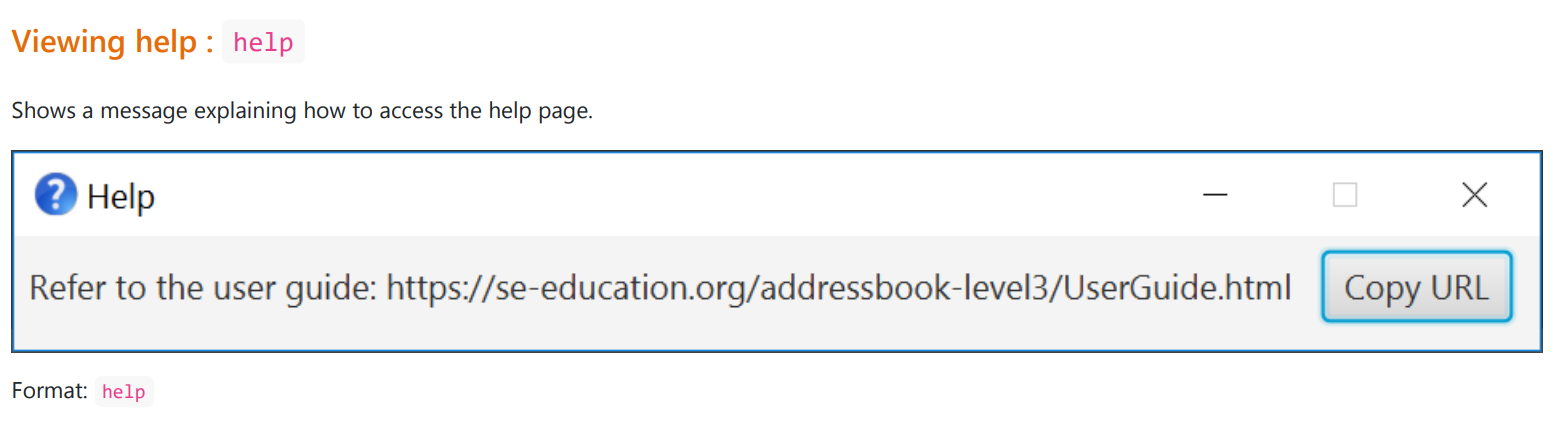 Viewing help : help
Shows a message explaining how to access the help page.
Help
Refer to the user guide: https://se-education.org/addressbook-level3/UserGuide.html Copy URL
Format: help